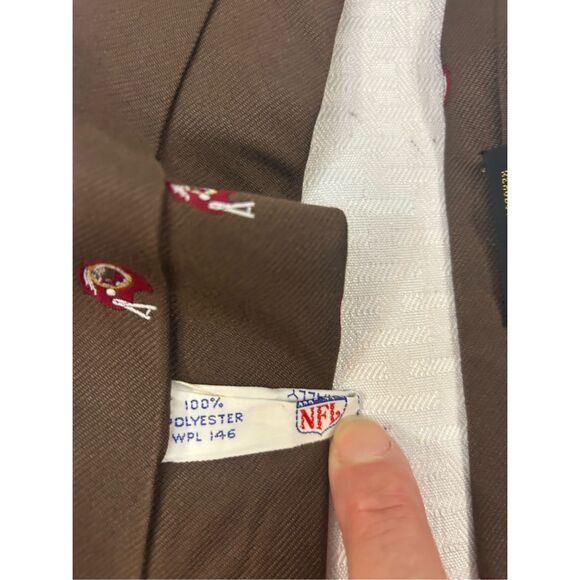 100%
POLYESTER
WPL 146
NFL